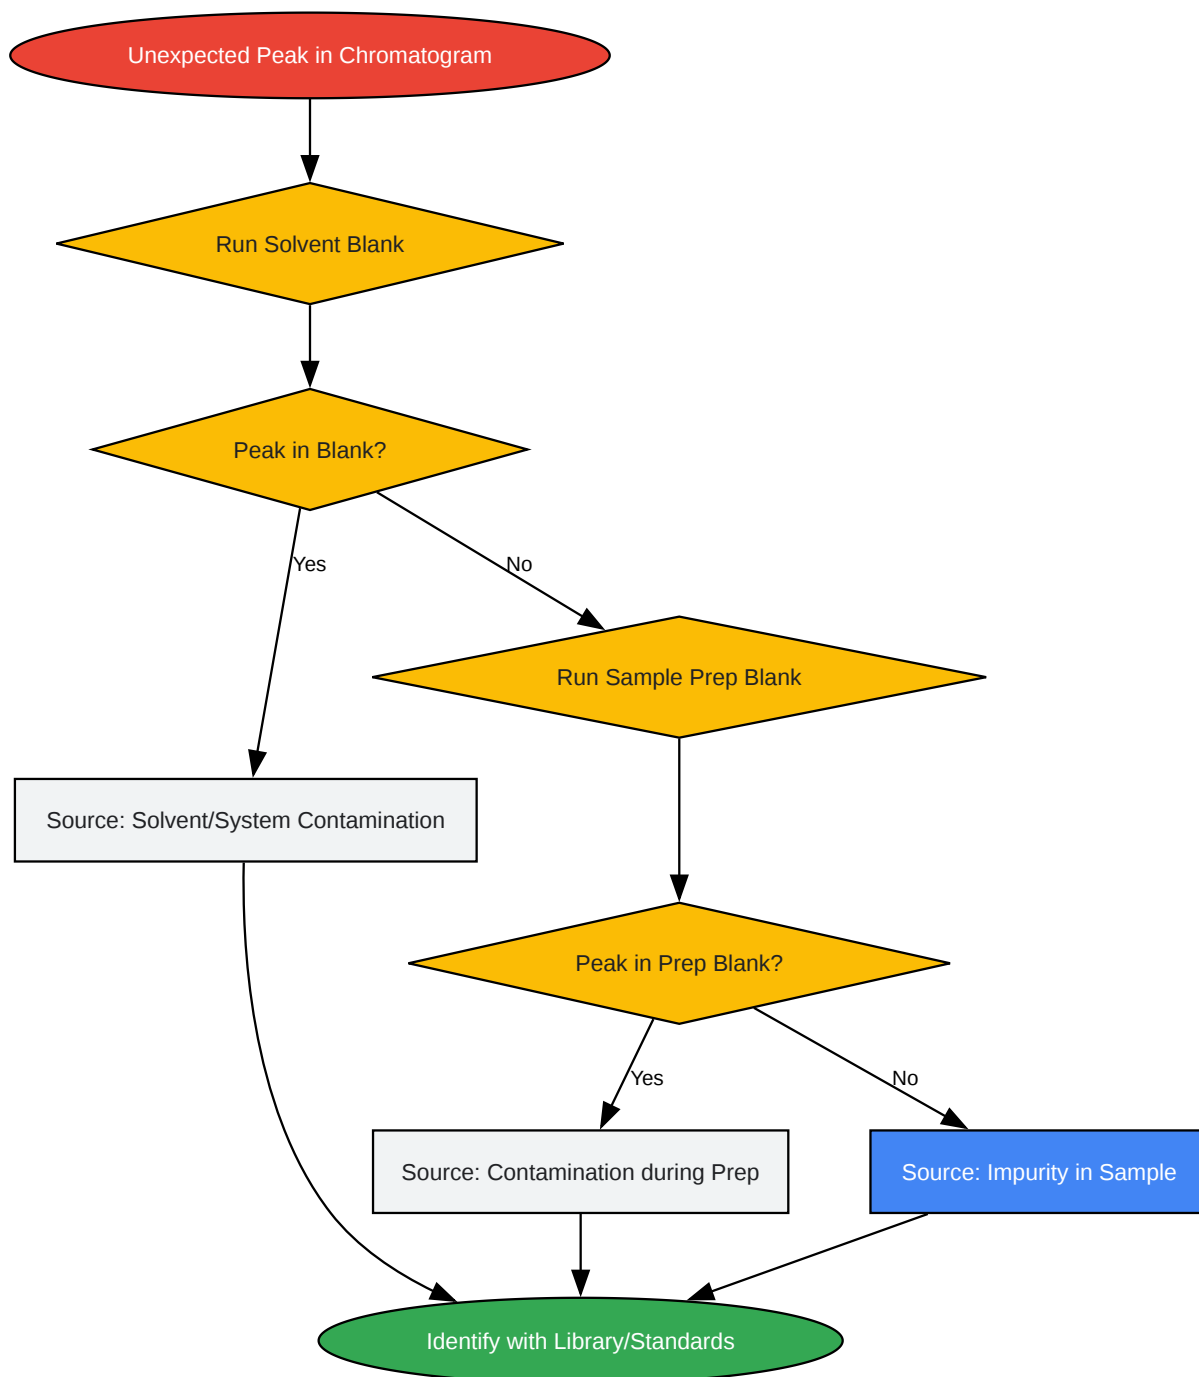 Unexpected Peak in Chromatogram
Run Solvent Blank
Peak in Blank?
Yes
No
Run Sample Prep Blank
Source: Solvent/System Contamination
Peak in Prep Blank?
Yes
No
Source: Contamination during Prep
Source: Impurity in Sample
Identify with Library/Standards